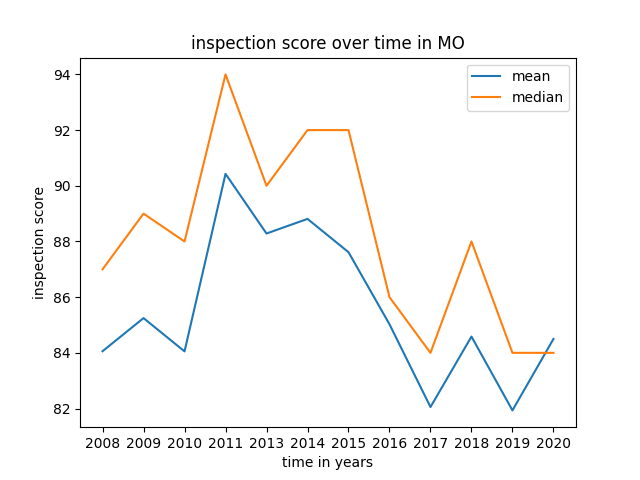 inspection score over time in MO
mean
median
94
92
90
88
86
84
82
inspection score
2008 2009 2010 2011 2013 2014 2015 2016 2017 2018 2019 2020
time in years